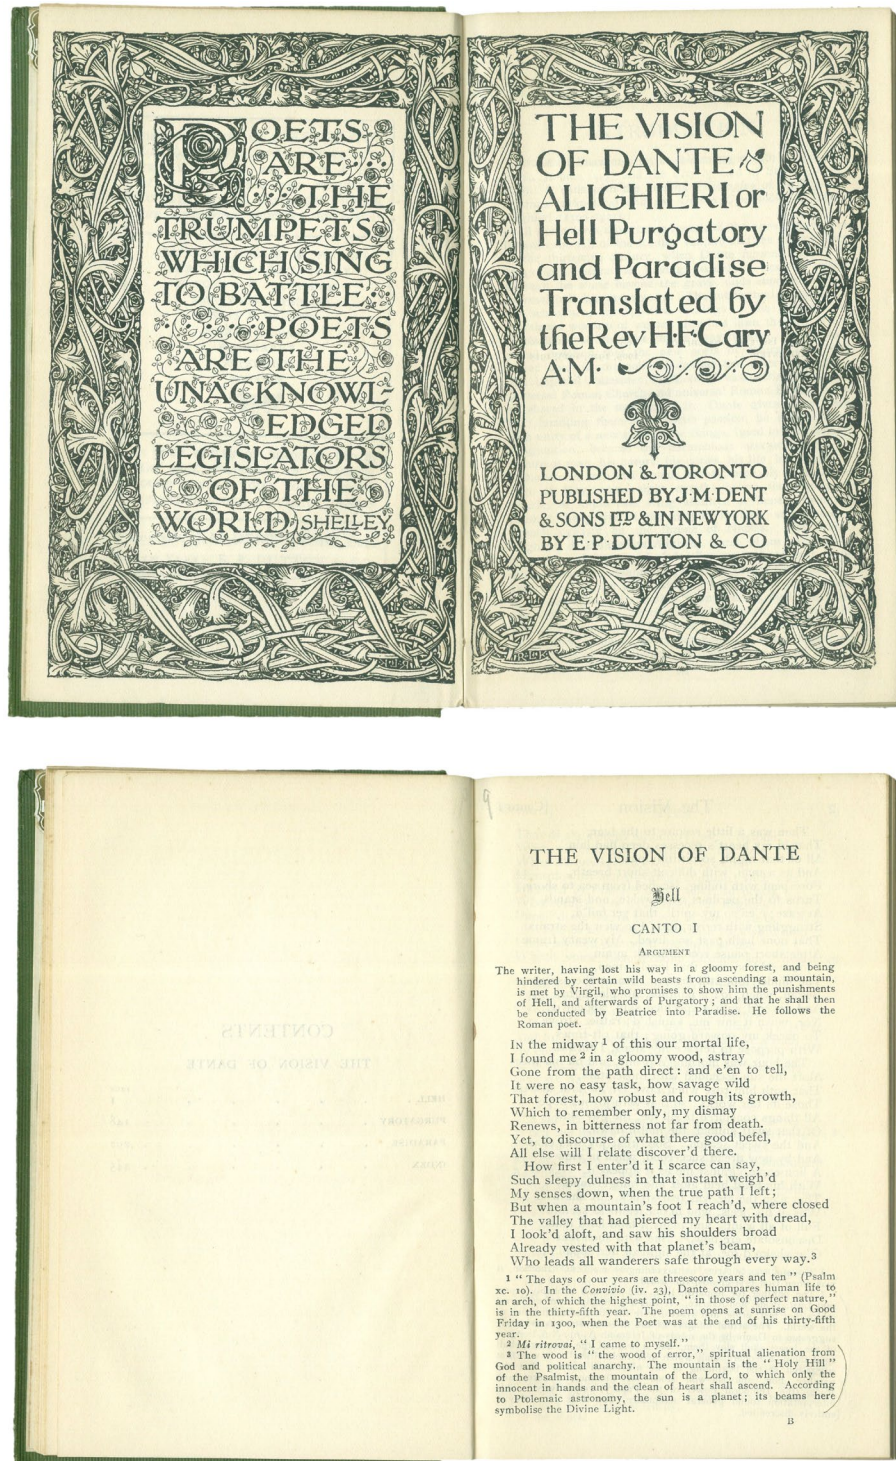 POETS
ARE
THE
TRUMPETS
WHICH SING
TO BATTLE
POETS
ARE THE
UNACKNOWL-
EDGED
LEGISLATORS
OF THE
WORLD SHELLEY
THE VISION
OF DANTE
ALIGHIERI or
Hell Purgatory
and Paradise
Translated by
the Rev H·F·Cary
A·M·
LONDON & TORONTO
PUBLISHED BY J·M·DENT
& SONS LTD & IN NEW YORK
BY E·P·DUTTON & CO
CONTENTS
THE VISION OF DANTE
HELL
PURGATORY
PARADISE
INDEX
9
THE VISION OF DANTE
Hell
CANTO I
ARGUMENT
The writer, having lost his way in a gloomy forest, and being
hindered by certain wild beasts from ascending a mountain,
is met by Virgil, who promises to show him the punishments
of Hell, and afterwards of Purgatory; and that he shall then
be conducted by Beatrice into Paradise. He follows the
Roman poet.
IN the midway 1 of this our mortal life,
I found me 2 in a gloomy wood, astray
Gone from the path direct: and e'en to tell,
It were no easy task, how savage wild
That forest, how robust and rough its growth,
Which to remember only, my dismay
Renews, in bitterness not far from death.
Yet, to discourse of what there good befel,
All else will I relate discover'd there.
How first I enter'd it I scarce can say,
Such sleepy dulness in that instant weigh'd
My senses down, when the true path I left;
But when a mountain's foot I reach'd, where closed
The valley that had pierced my heart with dread,
I look'd aloft, and saw his shoulders broad
Already vested with that planet's beam,
Who leads all wanderers safe through every way.3
1 "The days of our years are threescore years and ten" (Psalm
xc. 10). In the Convivio (iv. 23), Dante compares human life to
an arch, of which the highest point, "in those of perfect nature,"
is in the thirty-fifth year. The poem opens at sunrise on Good
Friday in 1300, when the Poet was at the end of his thirty-fifth
year.
2 Mi ritrovai, "I came to myself."
3 The wood is "the wood of error," spiritual alienation from
God and political anarchy. The mountain is the "Holy Hill"
of the Psalmist, the mountain of the Lord, to which only the
innocent in hands and the clean of heart shall ascend. According
to Ptolemaic astronomy, the sun is a planet; its beams here
symbolise the Divine Light.
B